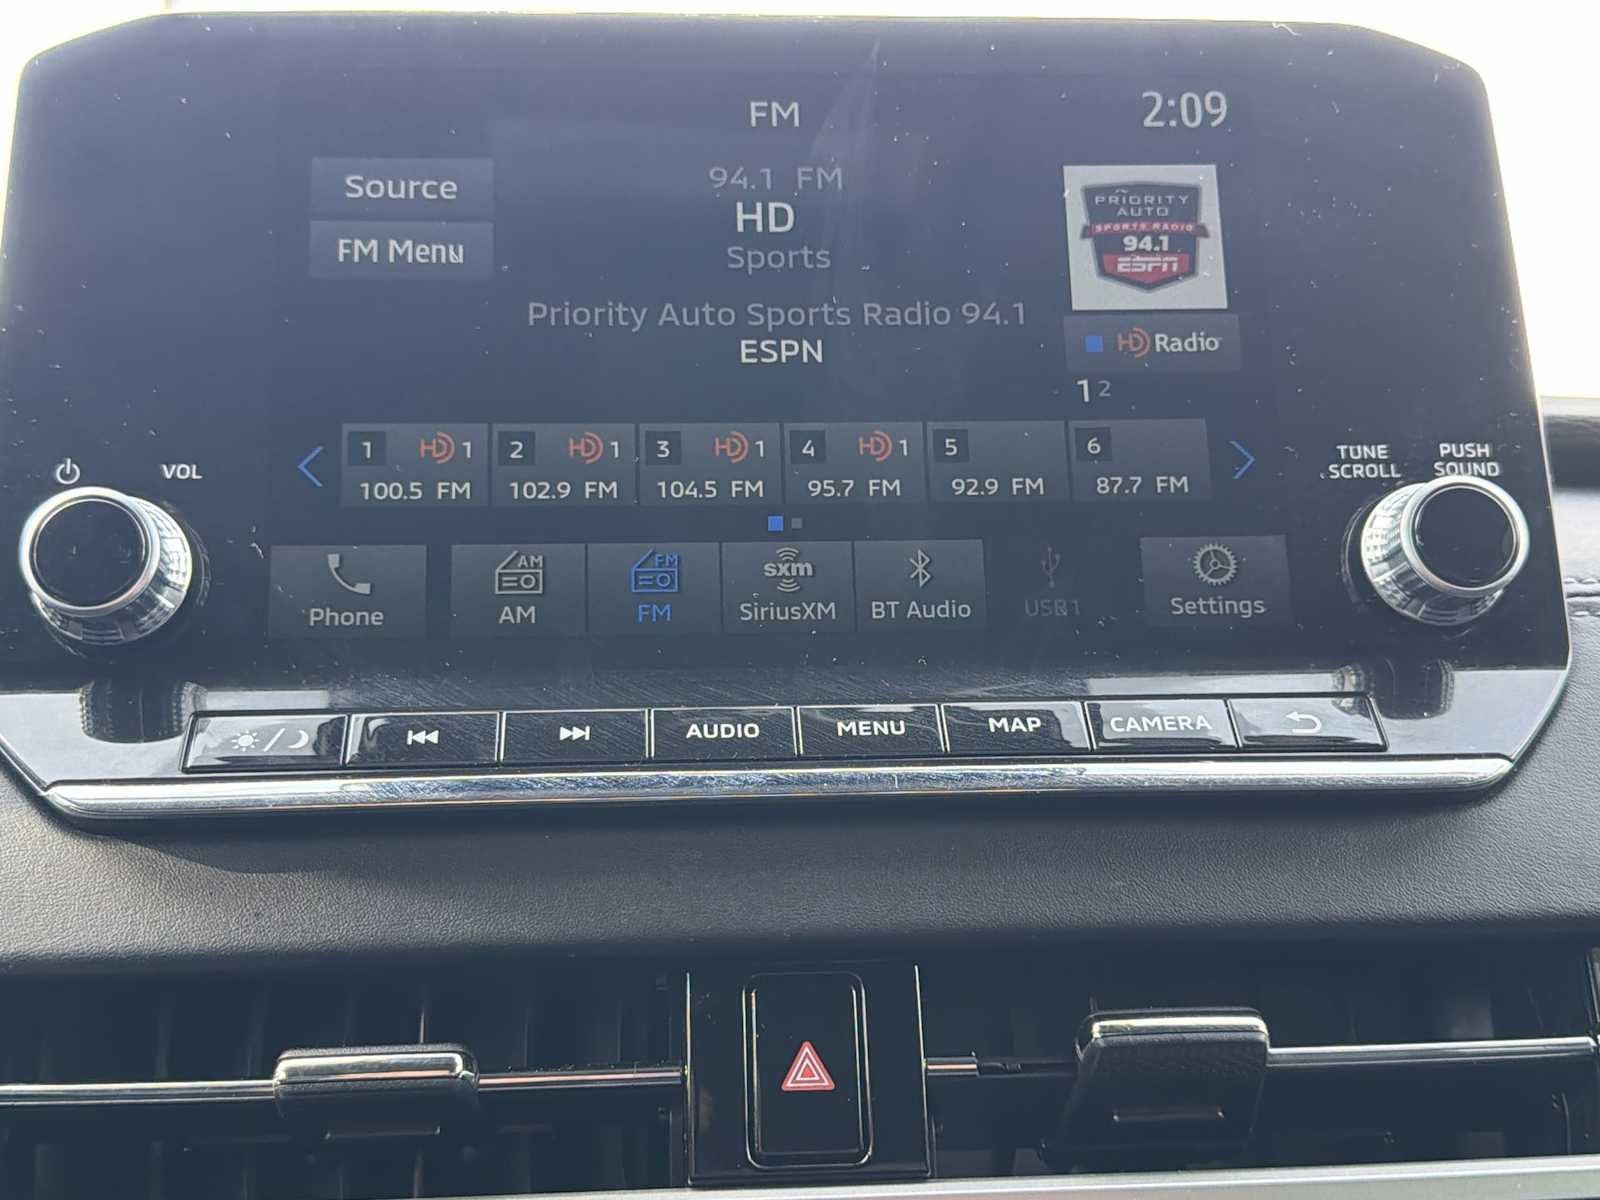 FM
2:09
Source
94.1 FM
HD
Sports
FM Menu
PRIORITY
AUTO
SPORTS RADIO
94.1
ESPN
Priority Auto Sports Radio 94.1
ESPN
HD Radio
1 2
1 HD 1
100.5 FM
2 HD 1
102.9 FM
3 HD 1
104.5 FM
4 HD 1
95.7 FM
5
92.9 FM
6
87.7 FM
VOL
TUNE
SCROLL
PUSH
SOUND
Phone
AM
AM
FM
FM
sxm
SiriusXM
BT Audio
USB1
Settings
AUDIO
MENU
MAP
CAMERA